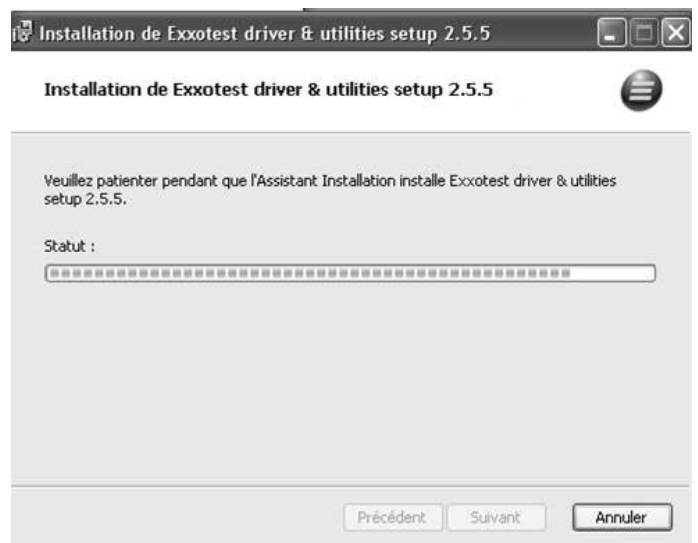 Installation de Exxotest driver & utilities setup 2.5.5
Installation de Exxotest driver & utilities setup 2.5.5
Veuillez patienter pendant que l'Assistant Installation installe Exxotest driver & utilities
setup 2.5.5.
Statut :
Précédent Suivant Annuler